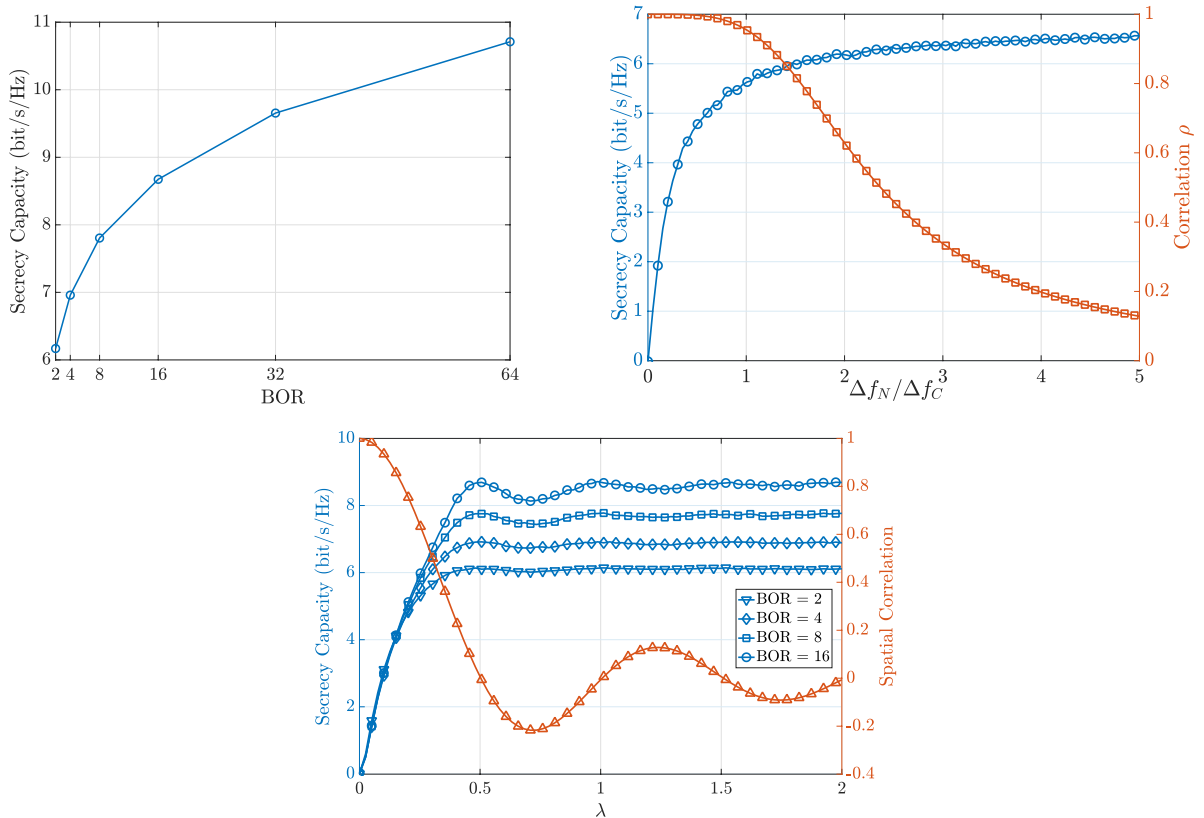 11
10
9
8
7
6
Secrecy Capacity (bit/s/Hz)
2 4 8 16 32 64
BOR
7
6
5
4
3
2
1
0
Secrecy Capacity (bit/s/Hz)
1
0.8
0.6
0.4
0.2
0
Correlation ρ
0 1 2 3 4 5
Δf_N/Δf_C
10
8
6
4
2
0
Secrecy Capacity (bit/s/Hz)
1
0.8
0.6
0.4
0.2
0
-0.2
-0.4
Spatial Correlation
BOR = 2
BOR = 4
BOR = 8
BOR = 16
0 0.5 1 1.5 2
λ